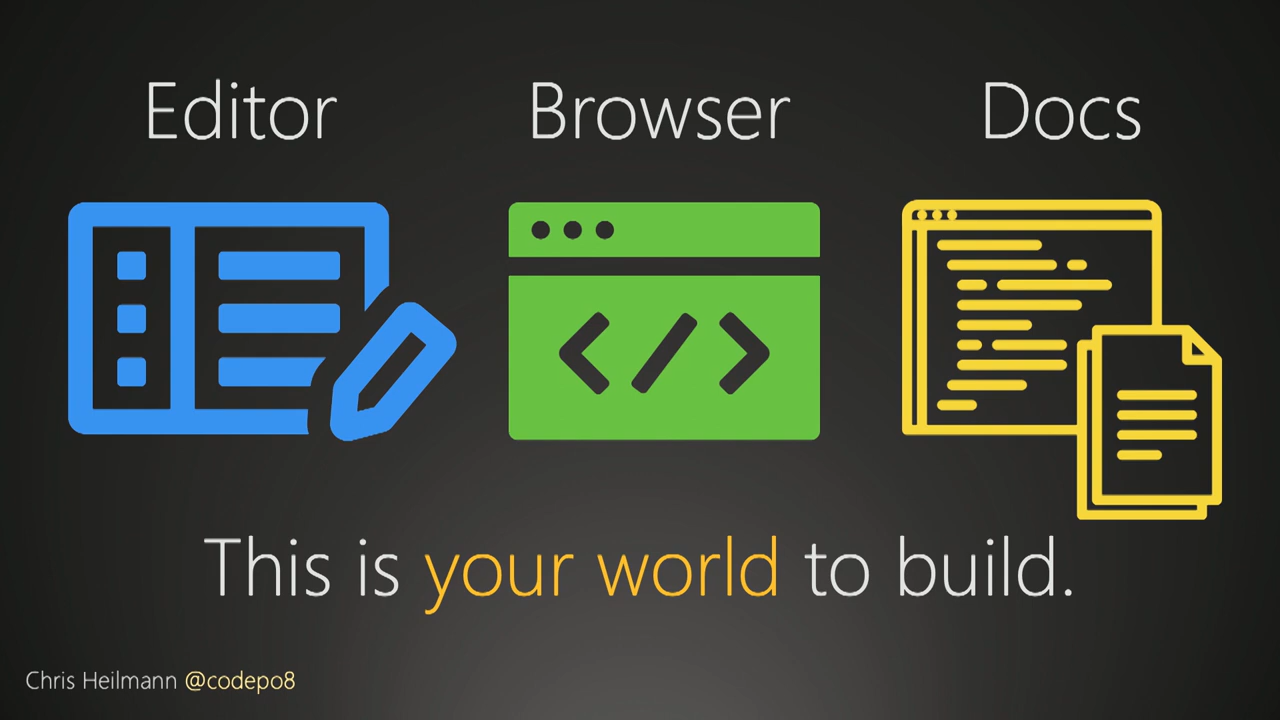 Editor Browser Docs
</>
This is your world to build.
Chris Heilmann @codepo8